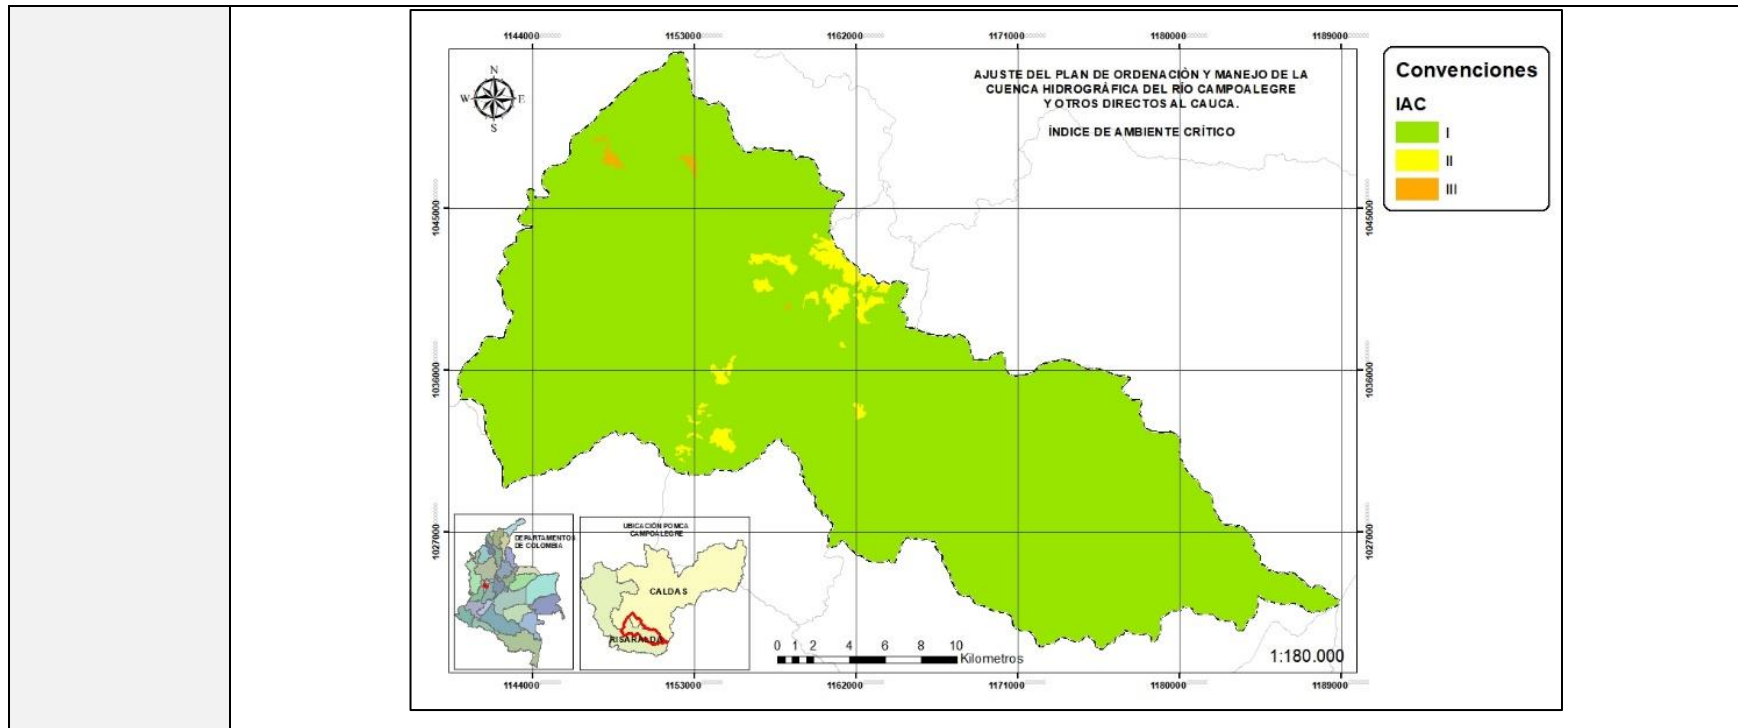 1144000
1153000
1162000
1171000
1180000
1189000
Convenciones
IAC
I
II
III
N
W
E
S
AJUSTE DEL PLAN DE ORDENACIÓN Y MANEJO DE LA
CUENCA HIDROGRÁFICA DEL RÍO CAMPOALEGRE
Y OTROS DIRECTOS AL CAUCA.
ÍNDICE DE AMBIENTE CRÍTICO
1045000
1045000
1036000
1036000
1027000
1027000
DEPARTAMENTOS
DE COLOMBIA
UBICACIÓN POMCA
CAMPOALEGRE
CALDAS
RISARALDA
0 1 2 4 6 8 10
Kilometros
1:180.000
1144000
1153000
1162000
1171000
1180000
1189000